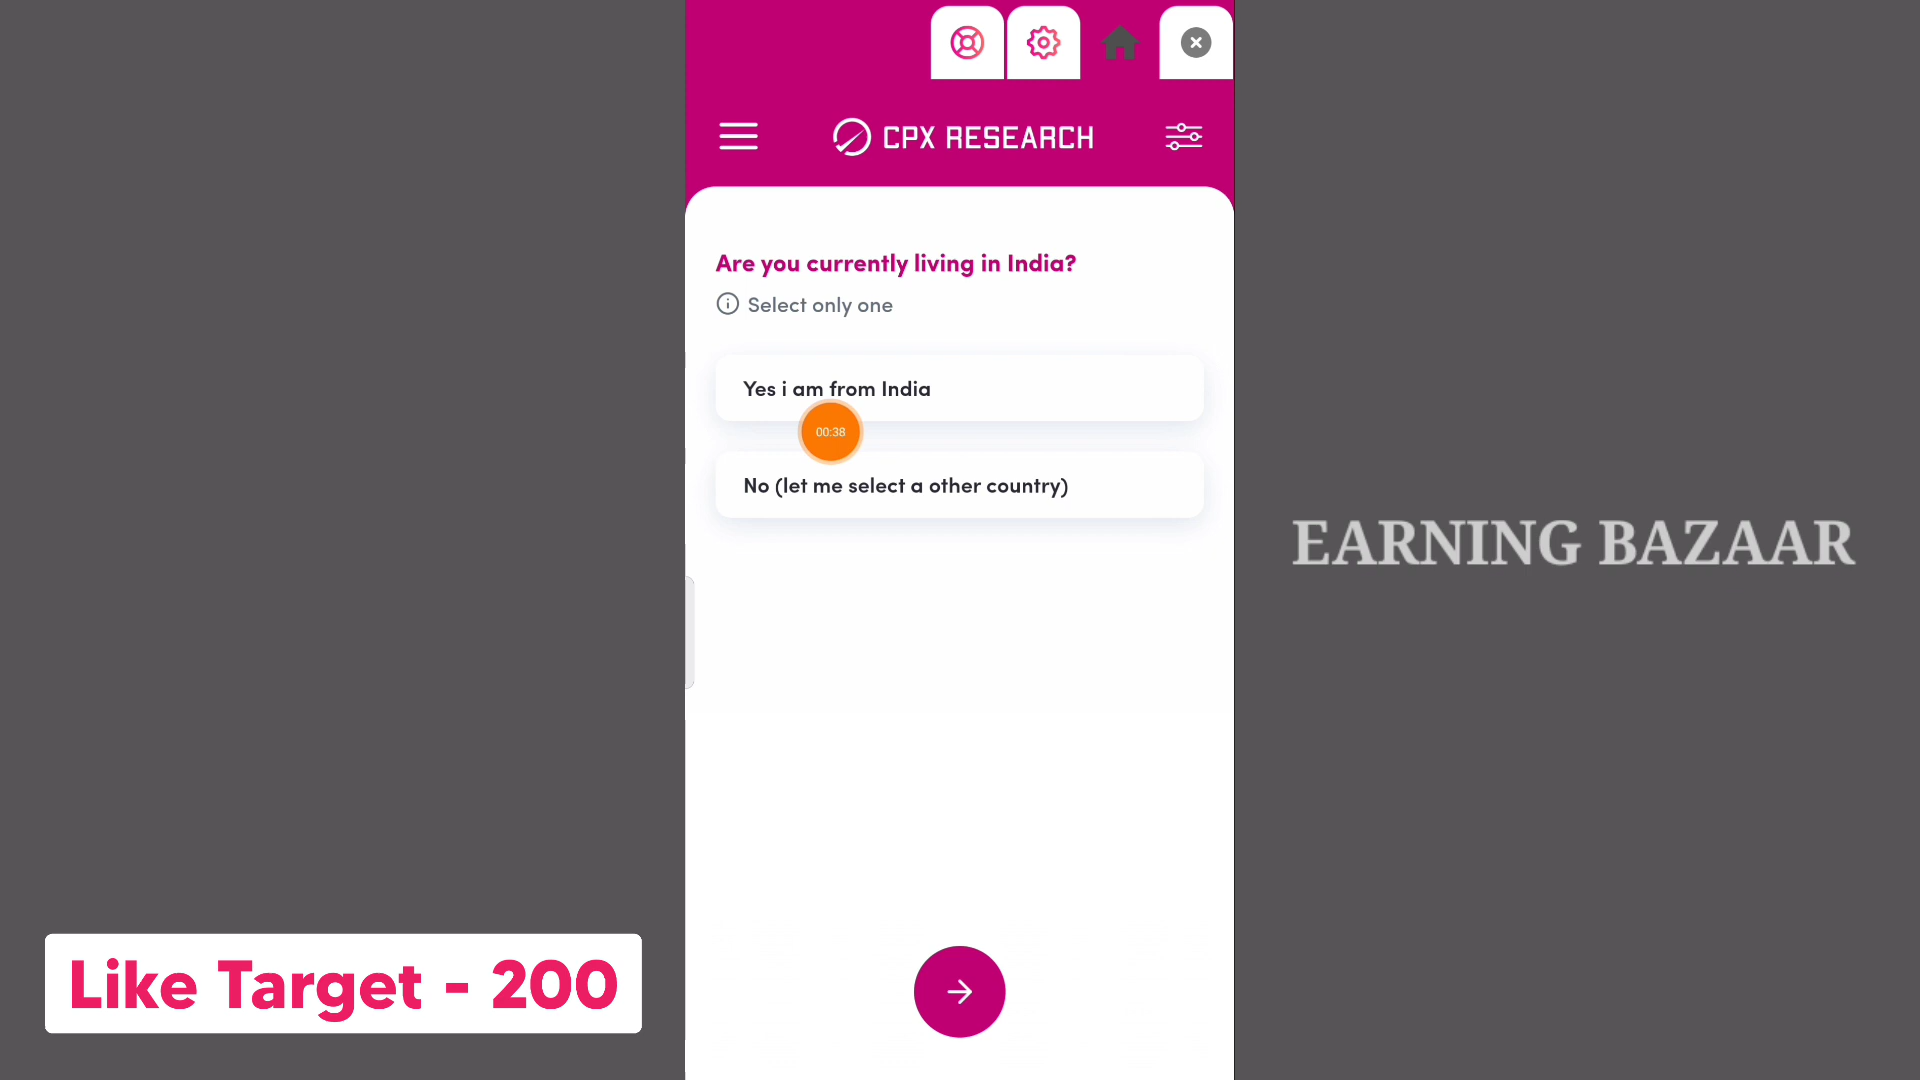 CPX RESEARCH
Are you currently living in India?
Select only one
Yes i am from India
00:38
No (let me select a other country)
EARNING BAZAAR
Like Target - 200